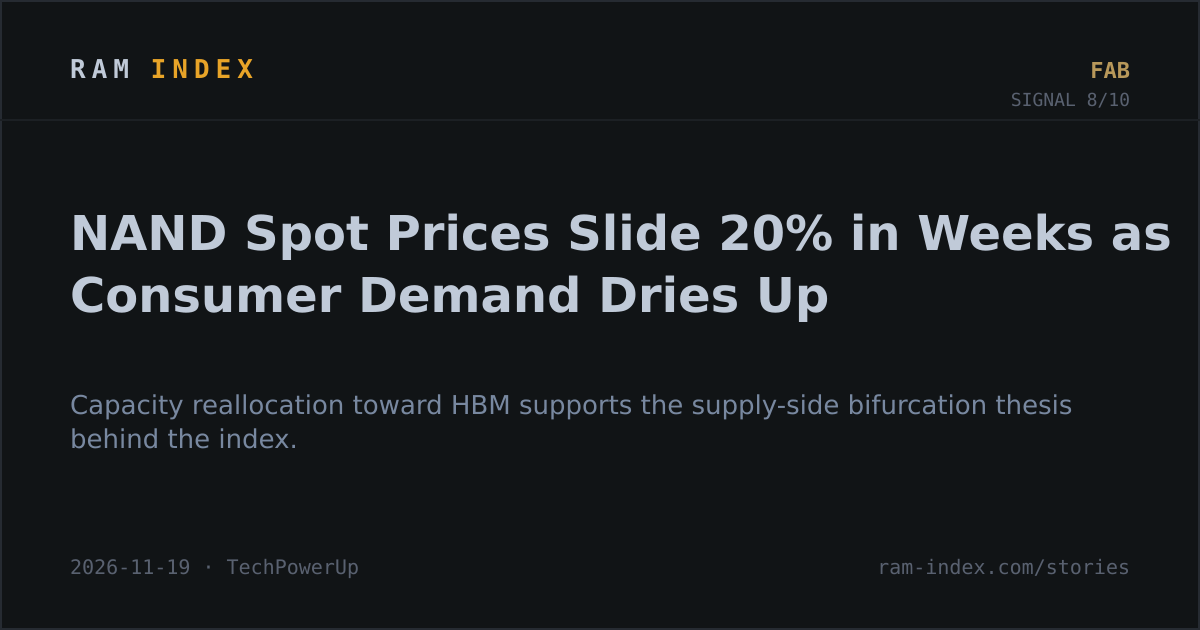 RAM INDEX
FAB
SIGNAL 8/10
NAND Spot Prices Slide 20% in Weeks as
Consumer Demand Dries Up
Capacity reallocation toward HBM supports the supply-side bifurcation thesis
behind the index.
2026-11-19 · TechPowerUp
ram-index.com/stories